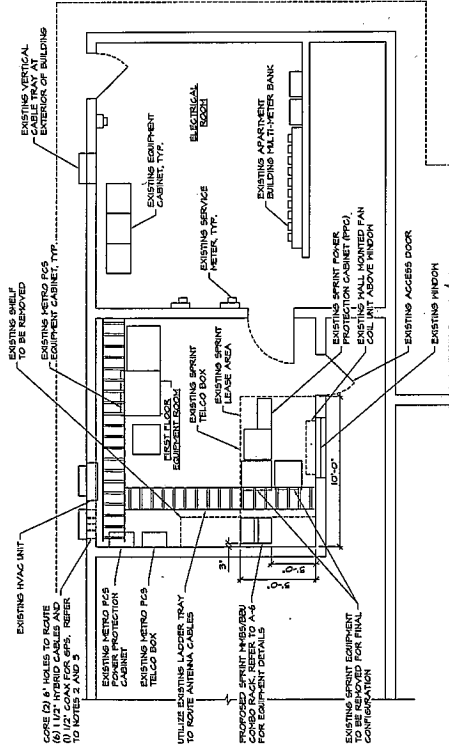 EXISTING HVAC UNIT
CORE (2) 6" HOLES TO ROUTE
(6) 1 1/2" HYBRID CABLES AND
(1) 1/2" COAX FOR GPS. REFER
TO NOTES 2 AND 3
EXISTING METRO PCS
POWER PROTECTION
CABINET
EXISTING METRO PCS
TELCO BOX
UTILIZE EXISTING LADDER TRAY
TO ROUTE ANTENNA CABLES
PROPOSED SPRINT MMBS/BBU
COMBO RACK, REFER TO A-6
FOR EQUIPMENT DETAILS
EXISTING SPRINT EQUIPMENT
TO BE REMOVED FOR FINAL
CONFIGURATION
EXISTING SHELF
TO BE REMOVED
EXISTING METRO PCS
EQUIPMENT CABINET, TYP.
EXISTING VERTICAL
CABLE TRAY AT
EXTERIOR OF BUILDING
EXISTING EQUIPMENT
CABINET, TYP.
ELECTRICAL
ROOM
EXISTING SERVICE
METER, TYP.
EXISTING APARTMENT
BUILDING MULTI-METER BANK
FIRST FLOOR
EQUIPMENT ROOM
EXISTING SPRINT
TELCO BOX
EXISTING SPRINT
LEASE AREA
EXISTING SPRINT POWER
PROTECTION CABINET (PPC)
EXISTING WALL MOUNTED FAN
COIL UNIT ABOVE WINDOW
EXISTING ACCESS DOOR
EXISTING WINDOW
3"
5'-0"
3'-0"
10'-0"